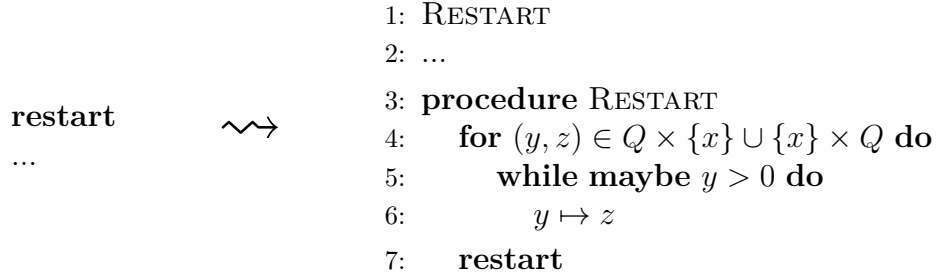 restart
...
⇝
1: RESTART
2: ...
3: procedure RESTART
4: for (y, z) ∈ Q × {x} ∪ {x} × Q do
5: while maybe y > 0 do
6: y ↦ z
7: restart